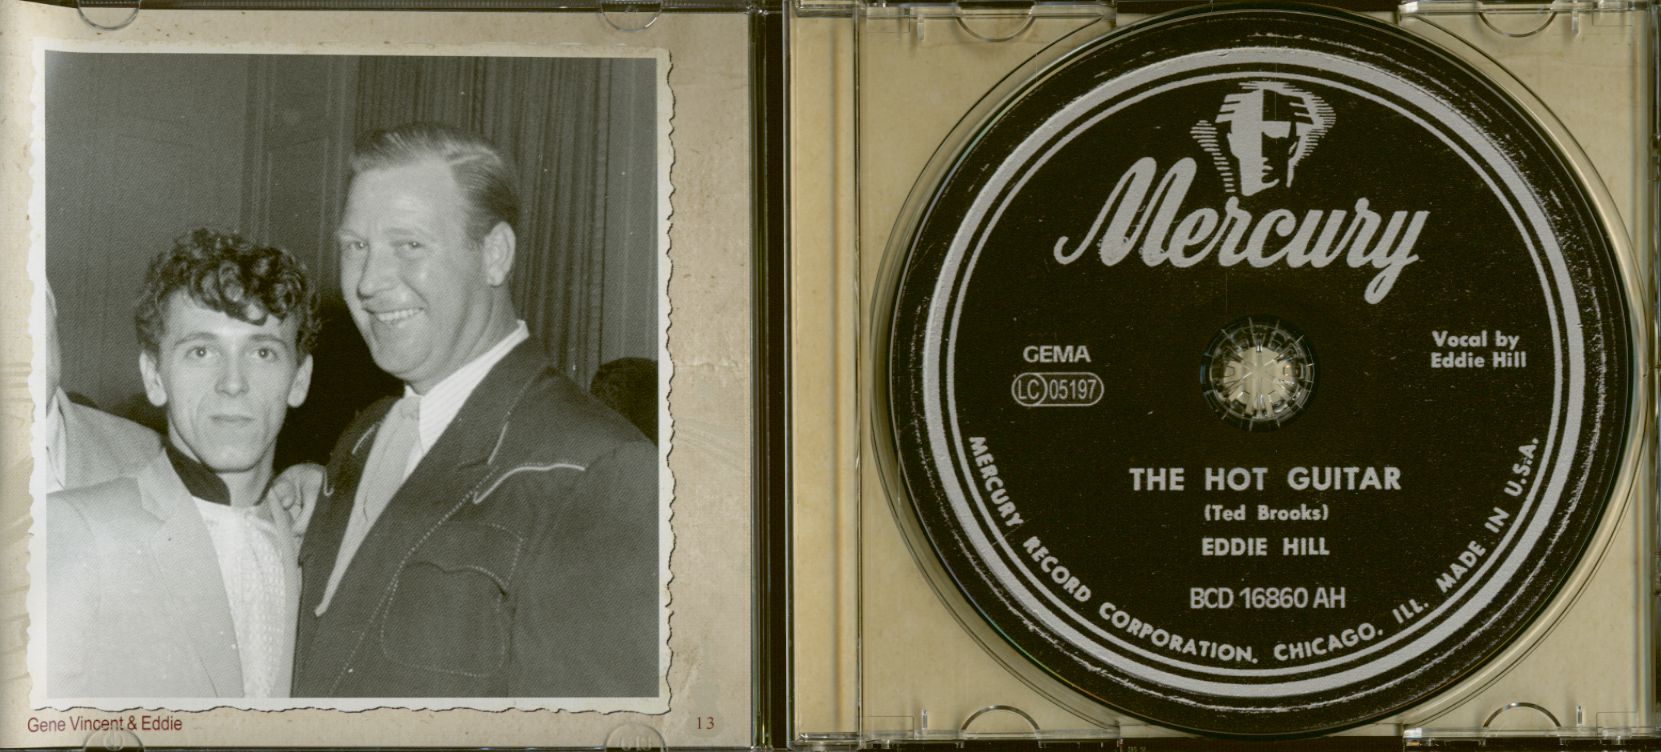 Gene Vincent & Eddie
13
Mercury
GEMA
LC 05197
Vocal by
Eddie Hill
THE HOT GUITAR
(Ted Brooks)
EDDIE HILL
BCD 16860 AH
MERCURY RECORD CORPORATION. CHICAGO. ILL. MADE IN U.S.A.